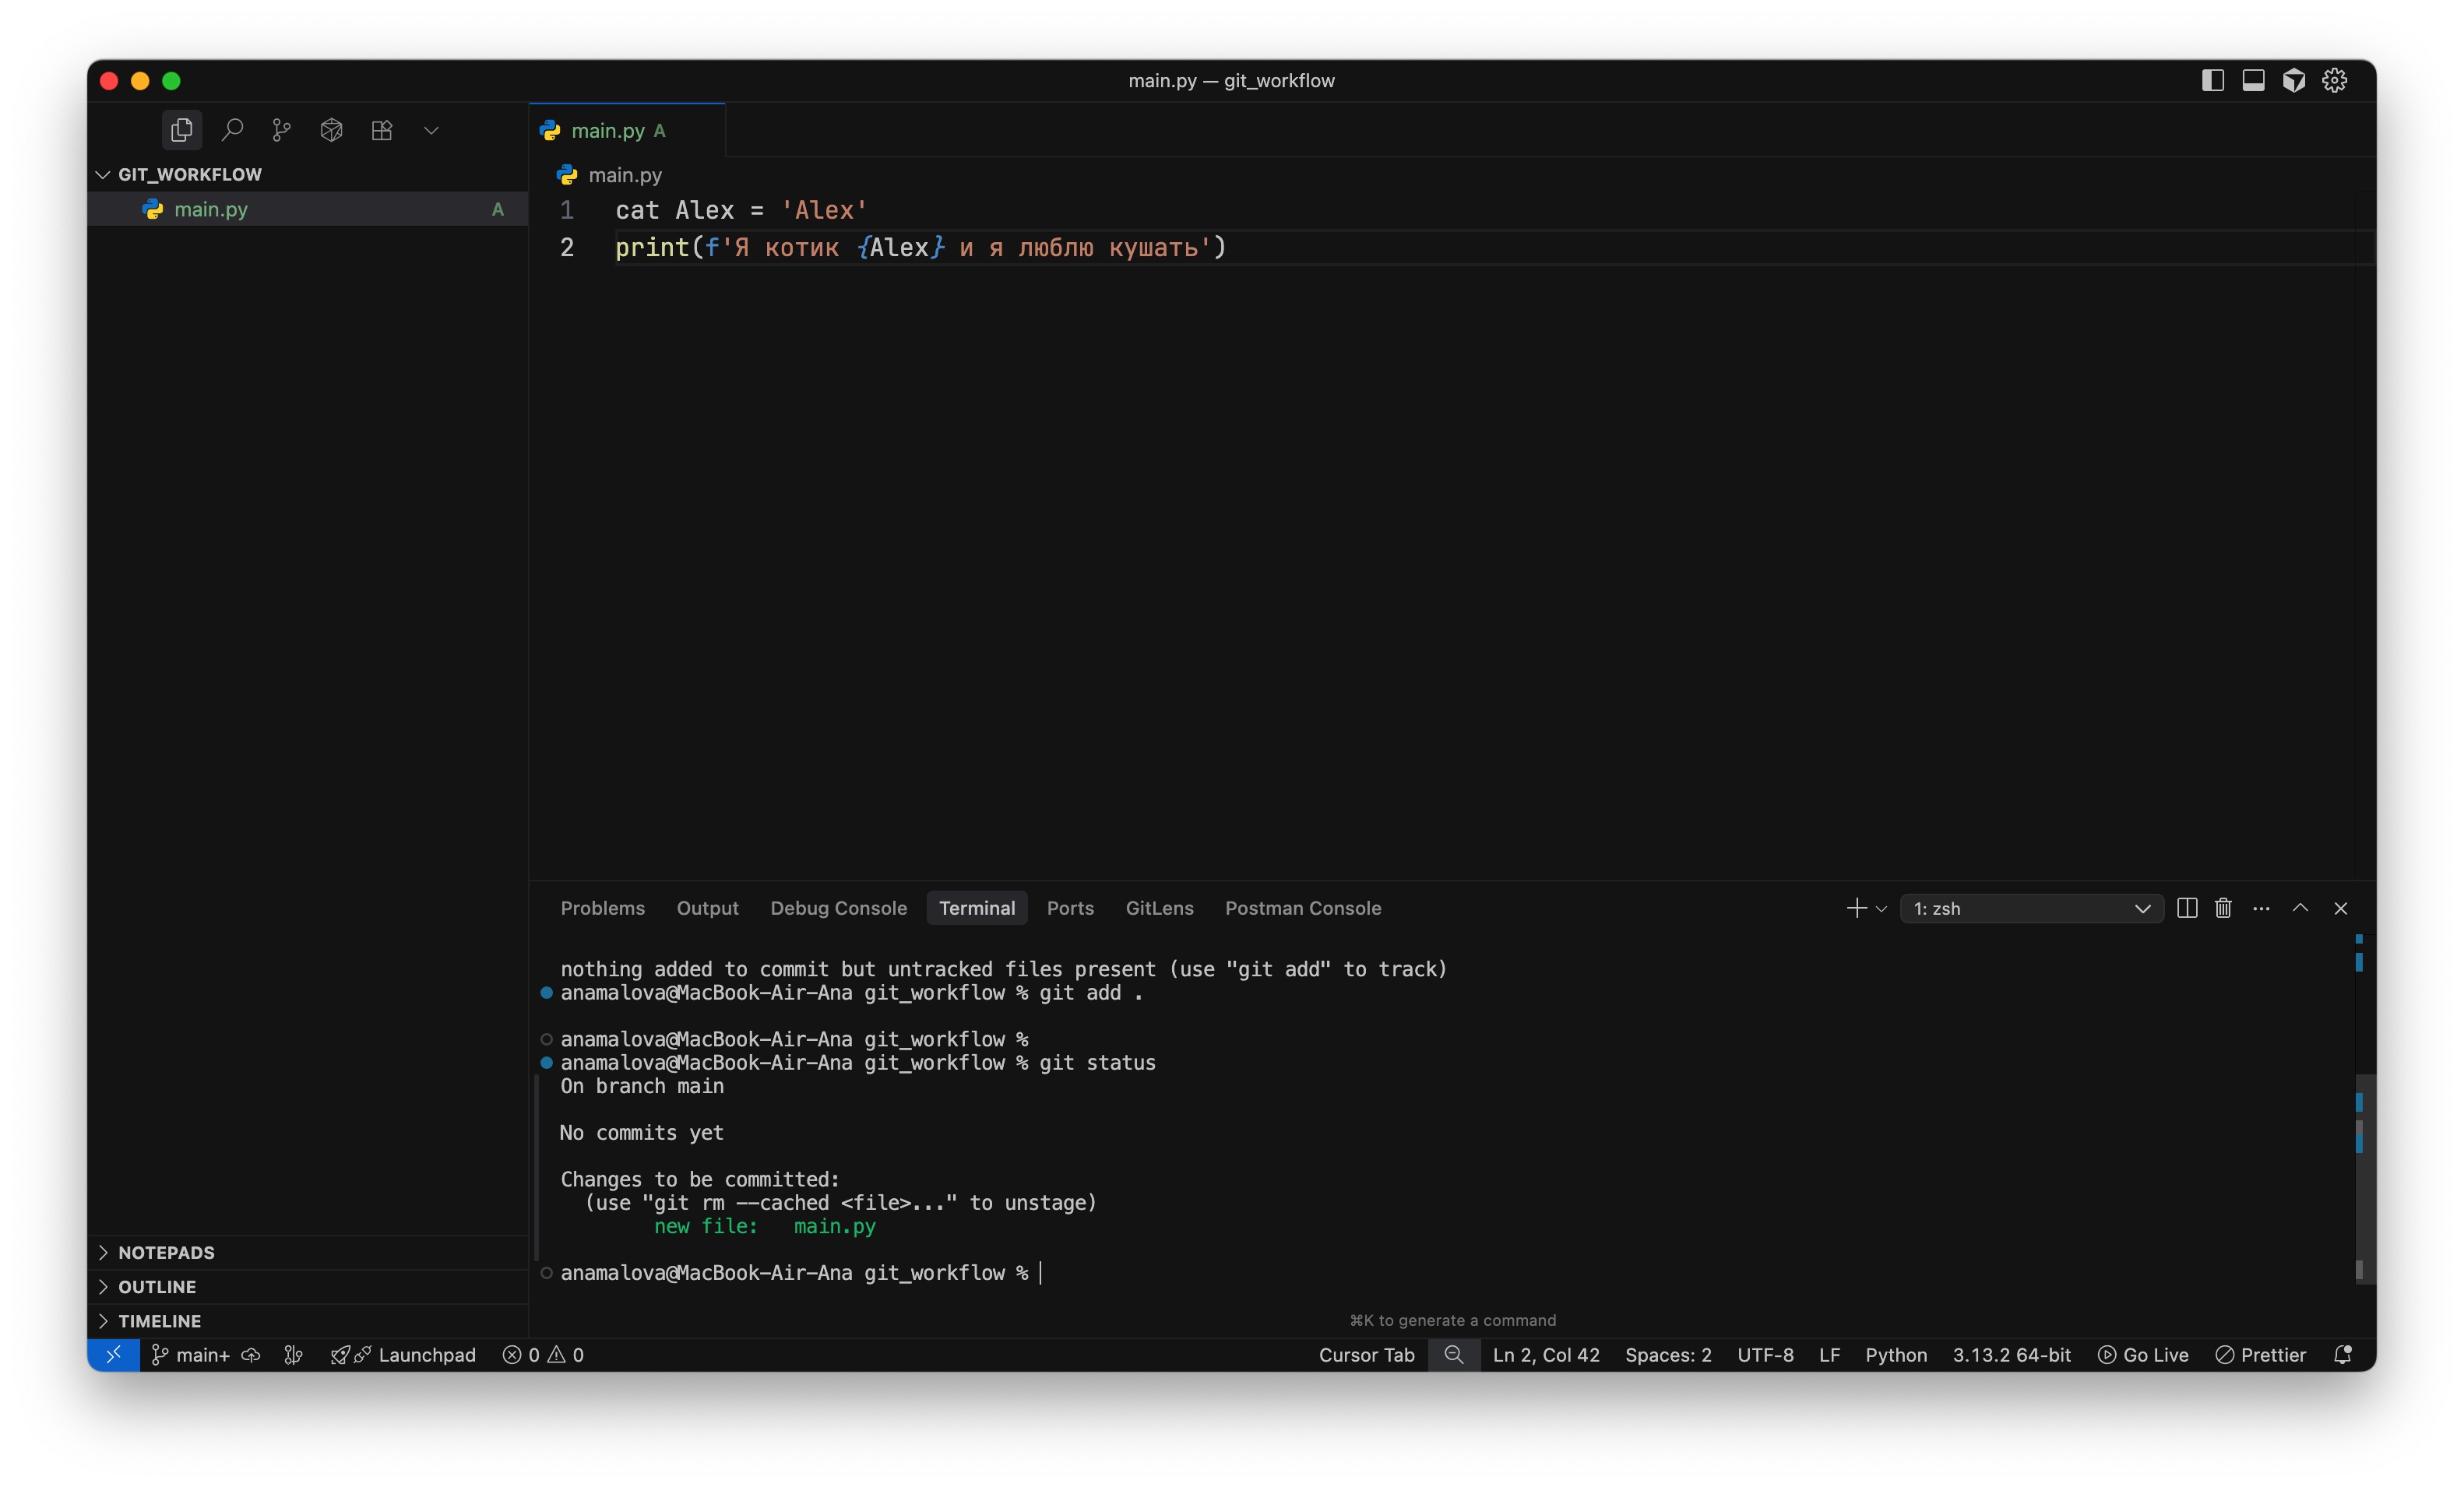 main.py — git_workflow
GIT_WORKFLOW
main.py A
main.py A
main.py
1 cat Alex = 'Alex'
2 print(f'Я котик {Alex} и я люблю кушать')
Problems Output Debug Console Terminal Ports GitLens Postman Console
1: zsh
nothing added to commit but untracked files present (use "git add" to track)
anamalova@MacBook-Air-Ana git_workflow % git add .
anamalova@MacBook-Air-Ana git_workflow %
anamalova@MacBook-Air-Ana git_workflow % git status
On branch main
No commits yet
Changes to be committed:
(use "git rm --cached <file>..." to unstage)
new file: main.py
anamalova@MacBook-Air-Ana git_workflow %
⌘K to generate a command
NOTEPADS
OUTLINE
TIMELINE
main+ Launchpad 0 0 Cursor Tab Ln 2, Col 42 Spaces: 2 UTF-8 LF Python 3.13.2 64-bit Go Live Prettier